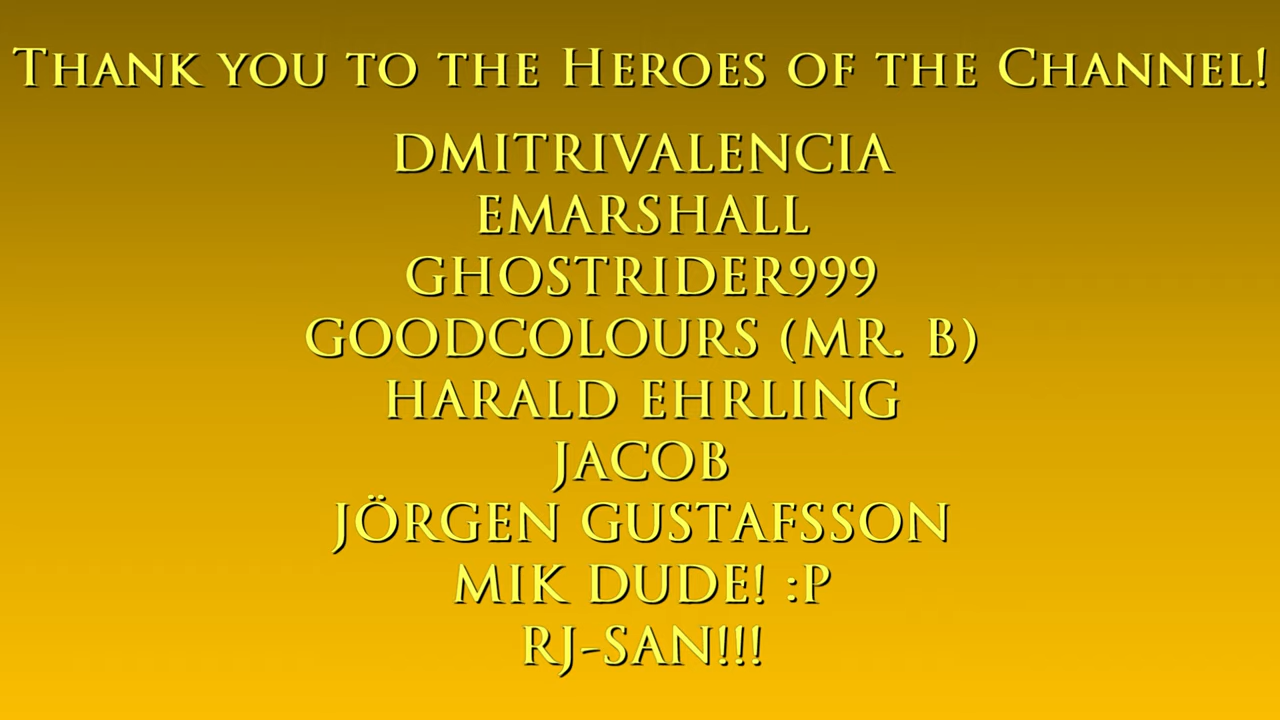 Thank you to the Heroes of the Channel!
DMITRIVALENCIA
EMARSHALL
GHOSTRIDER999
GOODCOLOURS (MR. B)
HARALD EHRLING
JACOB
JÖRGEN GUSTAFSSON
MIK DUDE! :P
RJ-SAN!!!